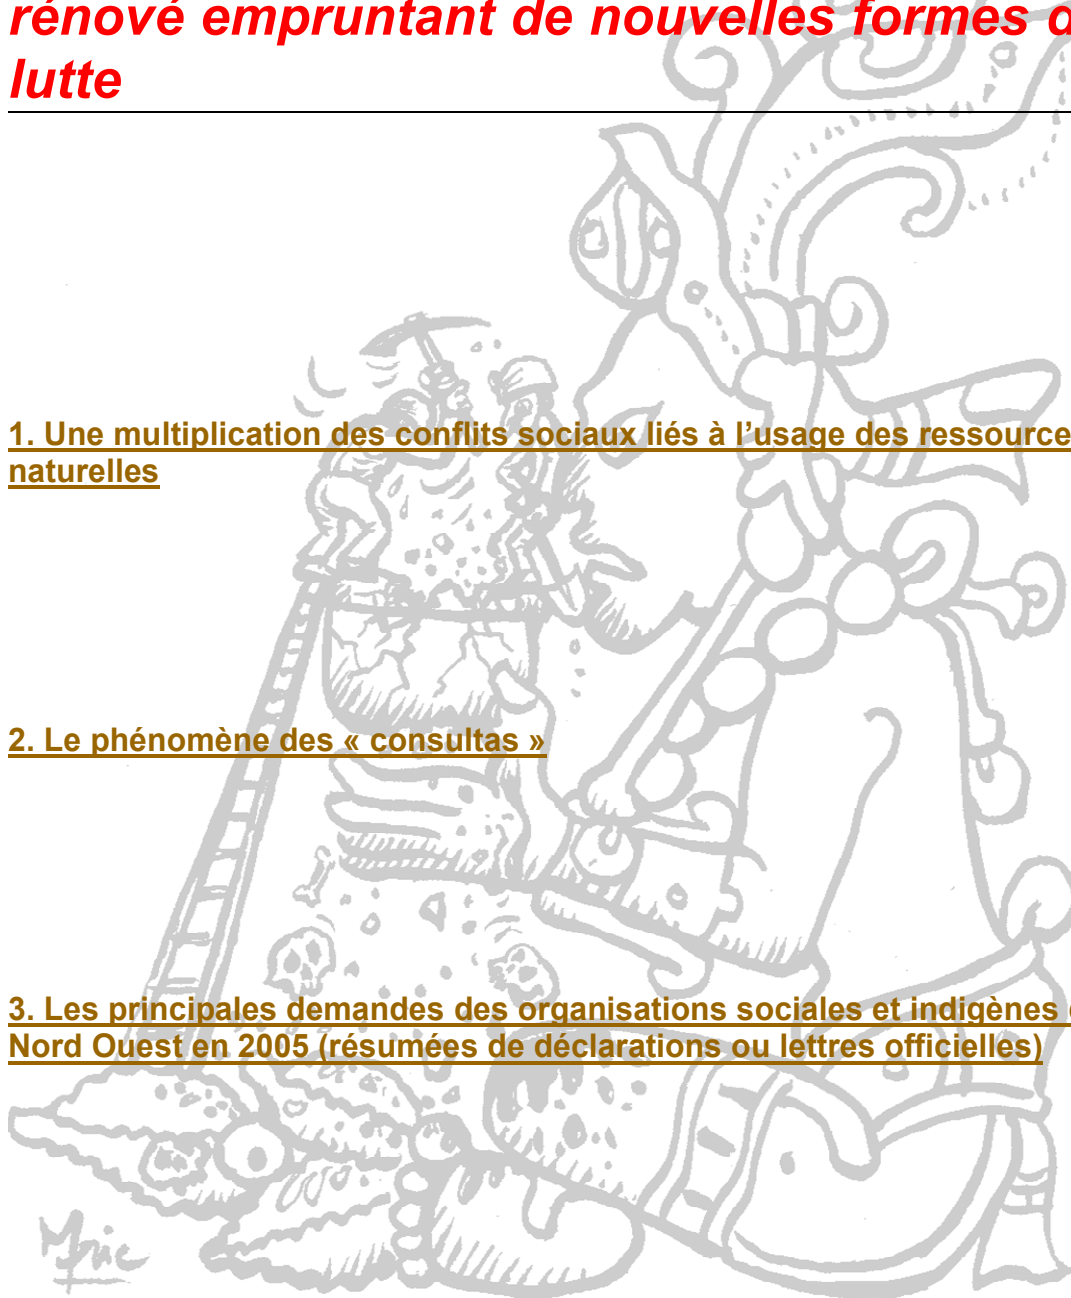 rénové empruntant de nouvelles formes d
lutte
1. Une multiplication des conflits sociaux liés à l’usage des ressource
naturelles
2. Le phénomène des « consultas »
3. Les principales demandes des organisations sociales et indigènes
Nord Ouest en 2005 (résumées de déclarations ou lettres officielles)